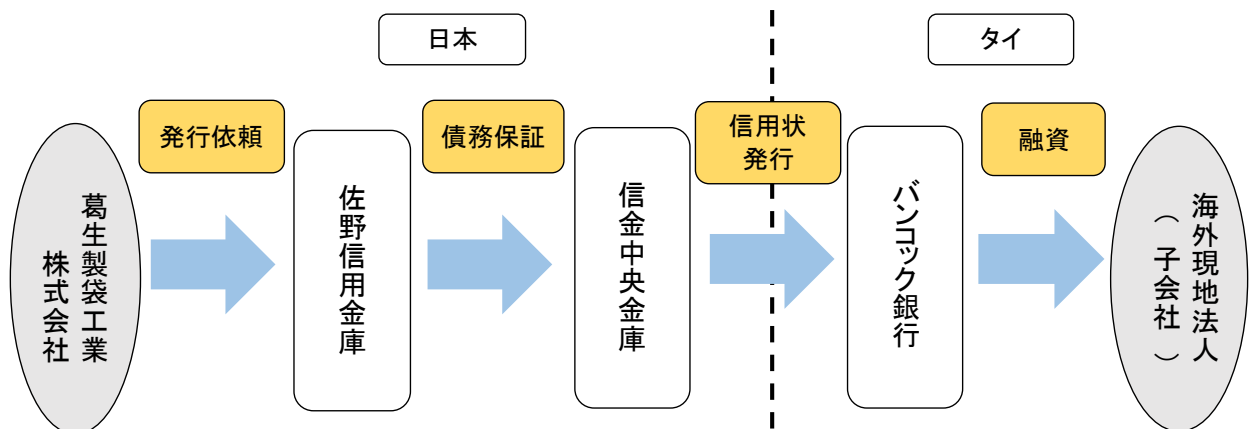 日本
タイ
発行依頼
債務保証
信用状
発行
融資
葛生製袋工業
株式会社
佐野信用金庫
信金中央金庫
バンコック銀行
海外現地法人
（子会社）